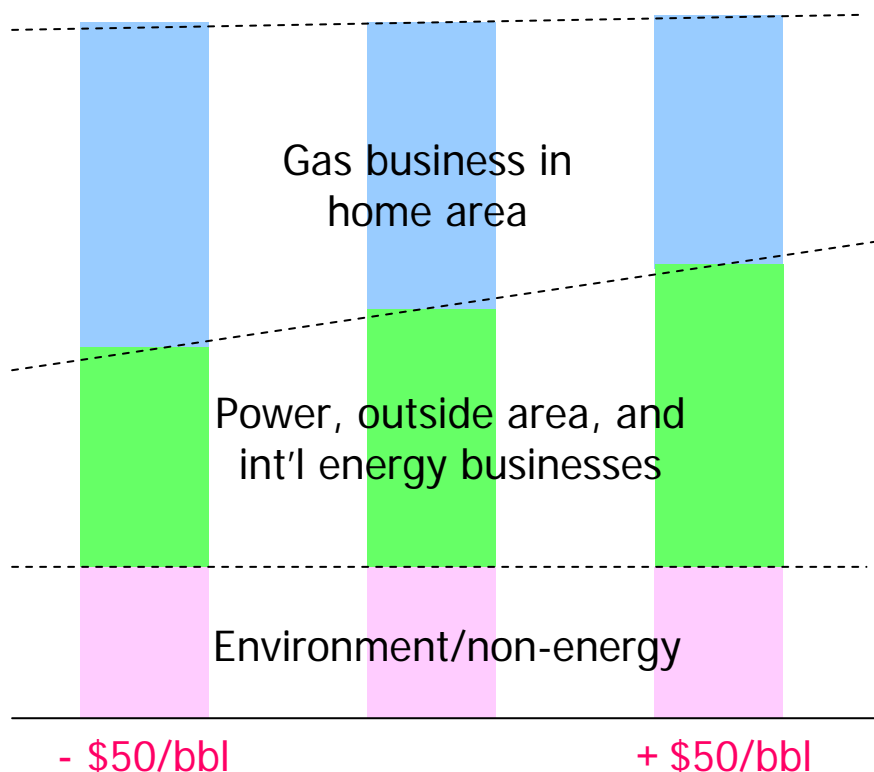 Gas business in
home area
Power, outside area, and
int'l energy businesses
Environment/non-energy
- $50/bbl
+ $50/bbl